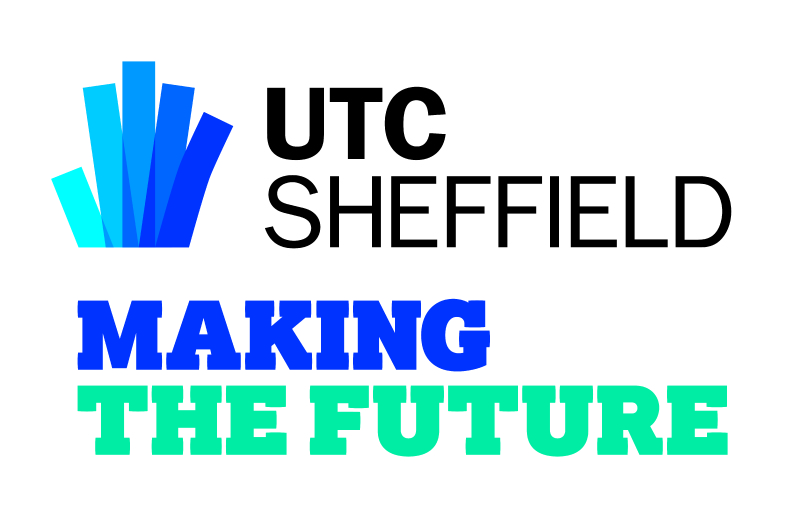 UTC
SHEFFIELD
MAKING
THE FUTURE